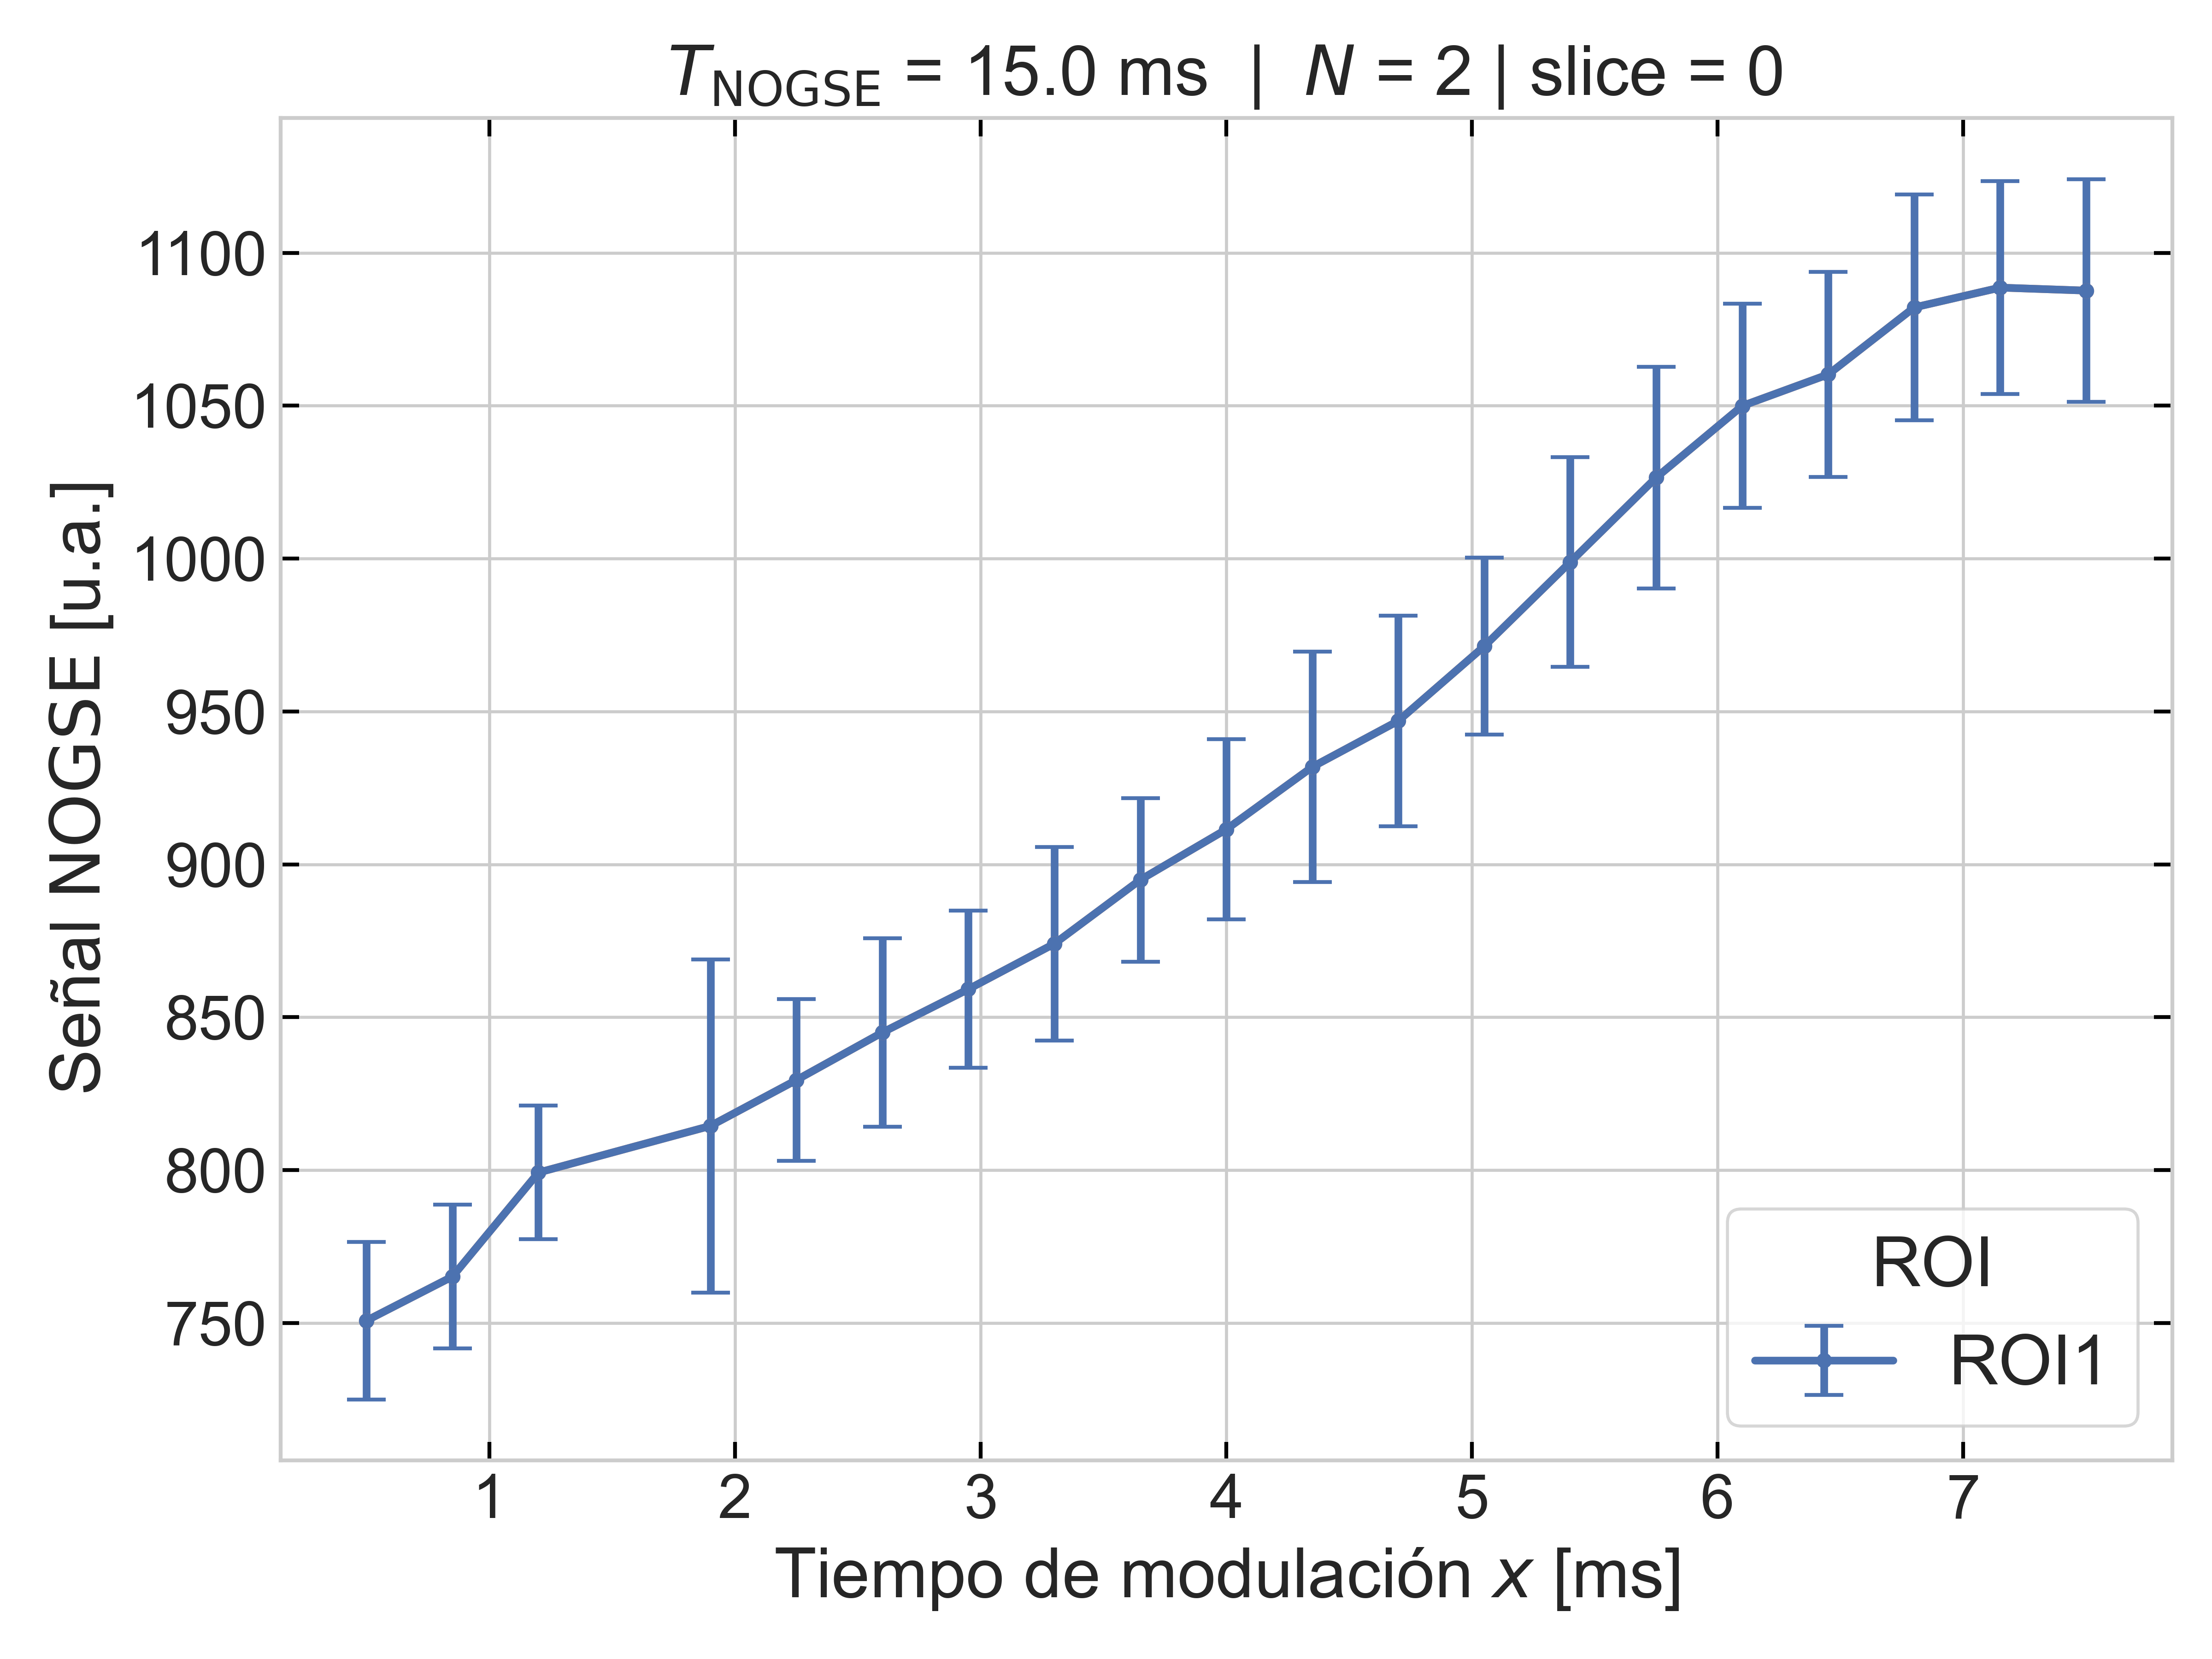 T_NOGSE = 15.0 ms | N = 2 | slice = 0
Señal NOGSE [u.a.]
1100
1050
1000
950
900
850
800
750
ROI
ROI1
1 2 3 4 5 6 7
Tiempo de modulación x [ms]